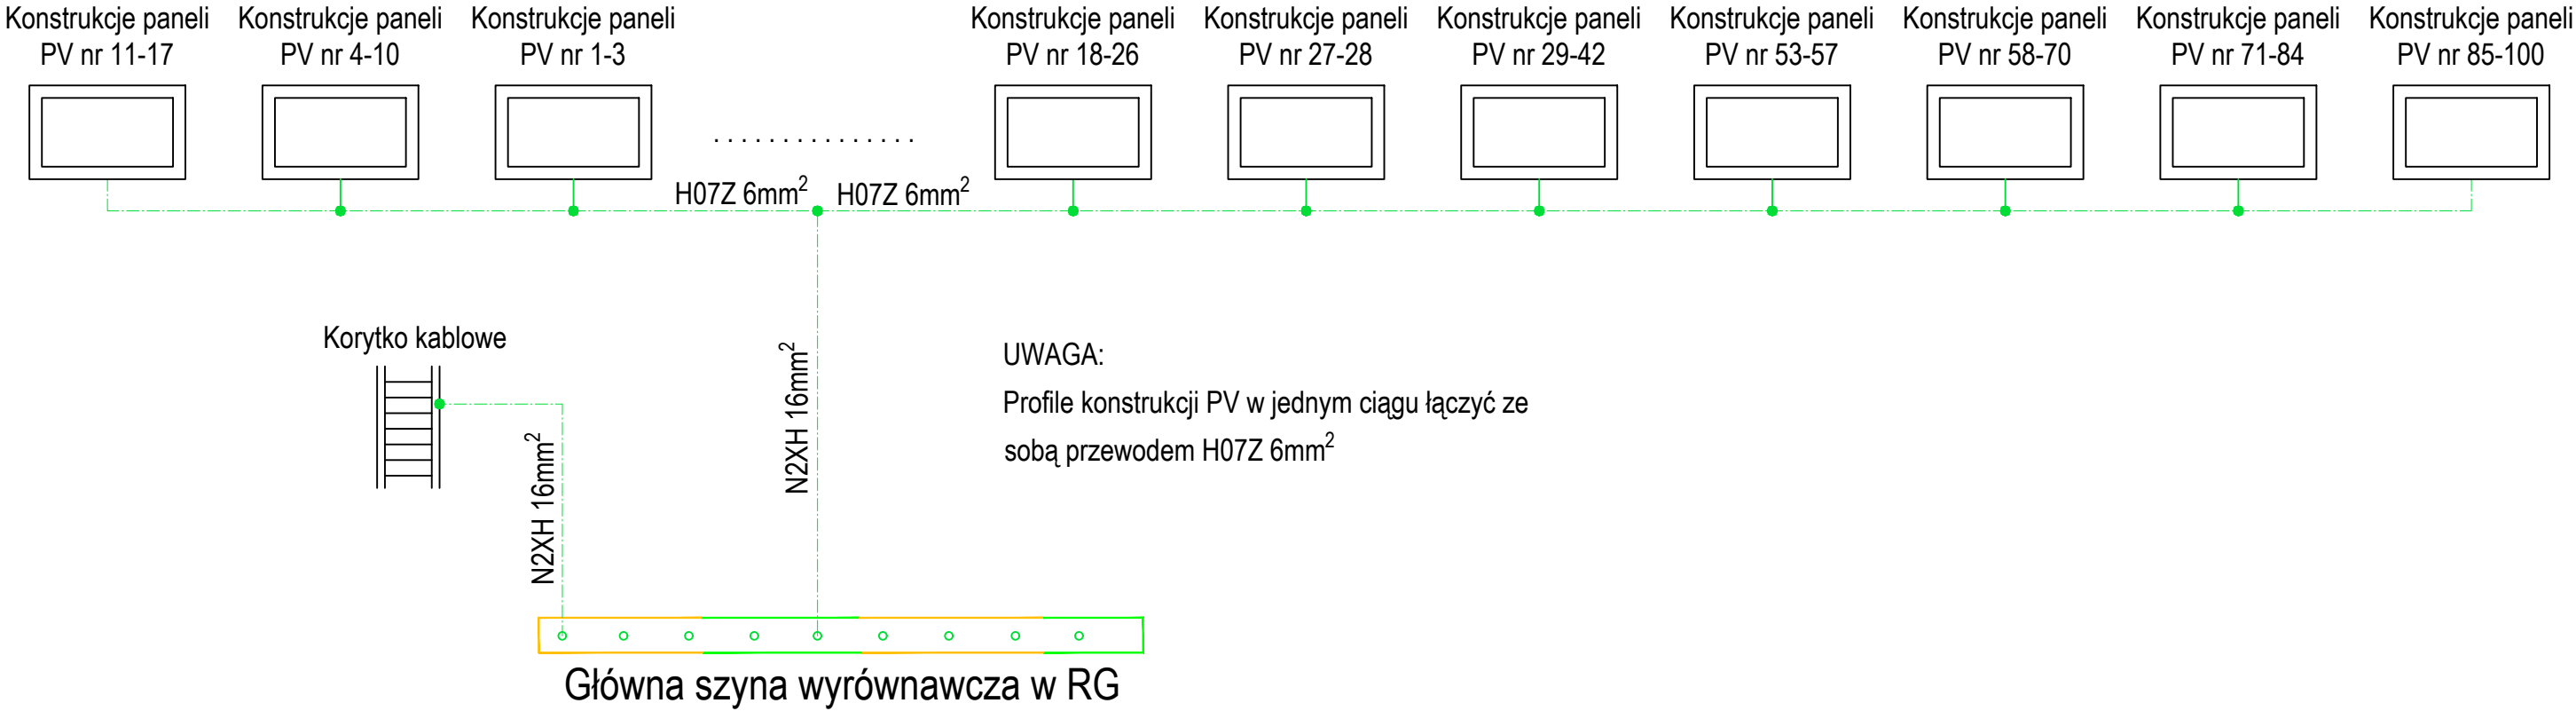 Konstrukcje paneli
PV nr 11-17
Konstrukcje paneli
PV nr 4-10
Konstrukcje paneli
PV nr 1-3
Konstrukcje paneli
PV nr 18-26
Konstrukcje paneli
PV nr 27-28
Konstrukcje paneli
PV nr 29-42
Konstrukcje paneli
PV nr 53-57
Konstrukcje paneli
PV nr 58-70
Konstrukcje paneli
PV nr 71-84
Konstrukcje paneli
PV nr 85-100
. . . . . . . . . . . . . . .
H07Z 6mm²
H07Z 6mm²
Korytko kablowe
N2XH 16mm²
N2XH 16mm²
UWAGA:
Profile konstrukcji PV w jednym ciągu łączyć ze
sobą przewodem H07Z 6mm²
Główna szyna wyrównawcza w RG